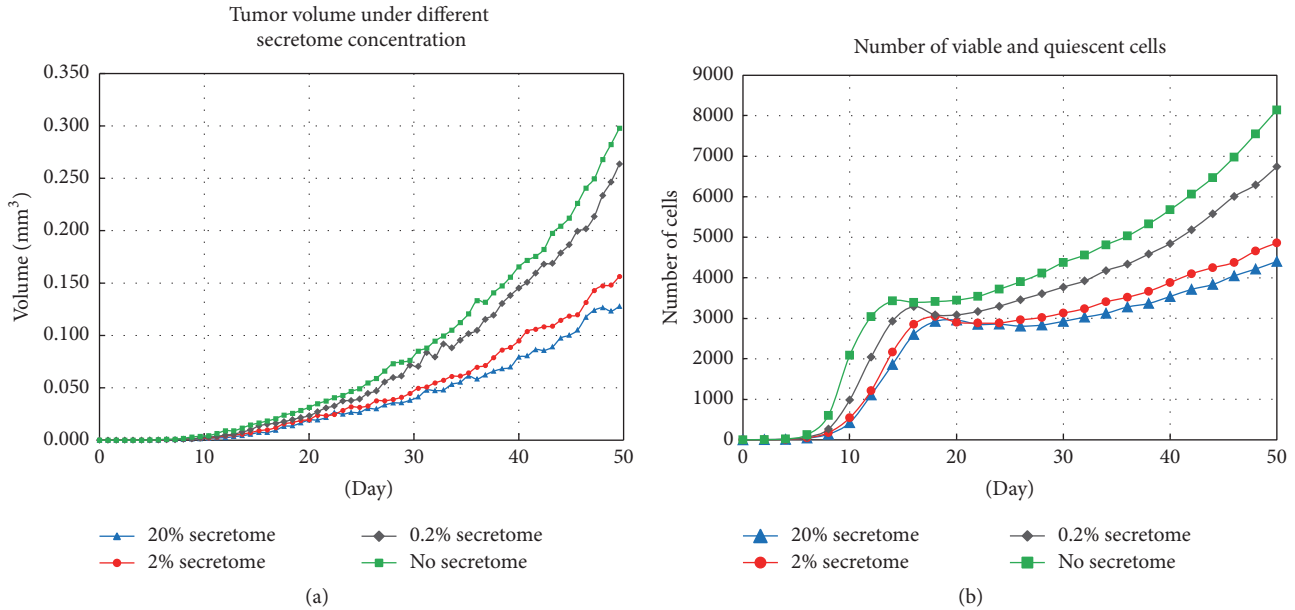 Tumor volume under different
secretome concentration
0.350
0.300
0.250
0.200
0.150
0.100
0.050
0.000
Volume (mm³)
0 10 20 30 40 50
(Day)
20% secretome 0.2% secretome
2% secretome No secretome
(a)
Number of viable and quiescent cells
9000
8000
7000
6000
5000
4000
3000
2000
1000
0
Number of cells
0 10 20 30 40 50
(Day)
20% secretome 0.2% secretome
2% secretome No secretome
(b)